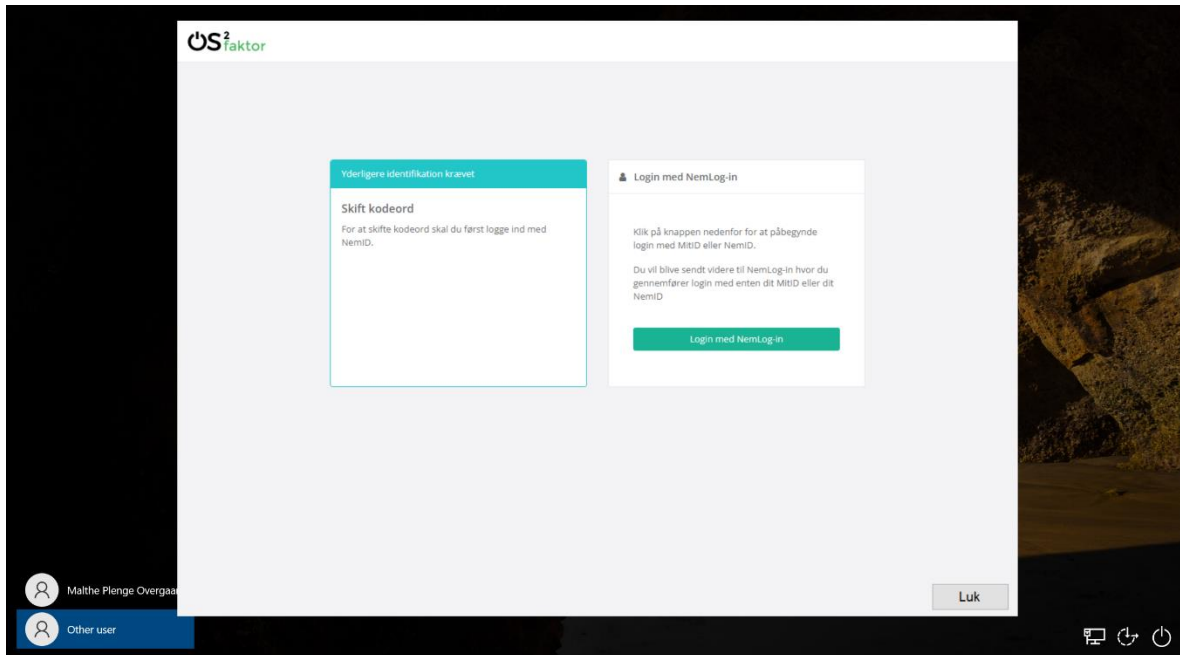 OS2faktor
Yderligere identifikation krævet
Skift kodeord
For at skifte kodeord skal du først logge ind med
NemID.
Login med NemLog-in
Klik på knappen nedenfor for at påbegynde
login med MitID eller NemID.
Du vil blive sendt videre til NemLog-in hvor du
gennemfører login med enten dit MitID eller dit
NemID
Login med NemLog-in
Luk
Malthe Plenge Overgaar
Other user